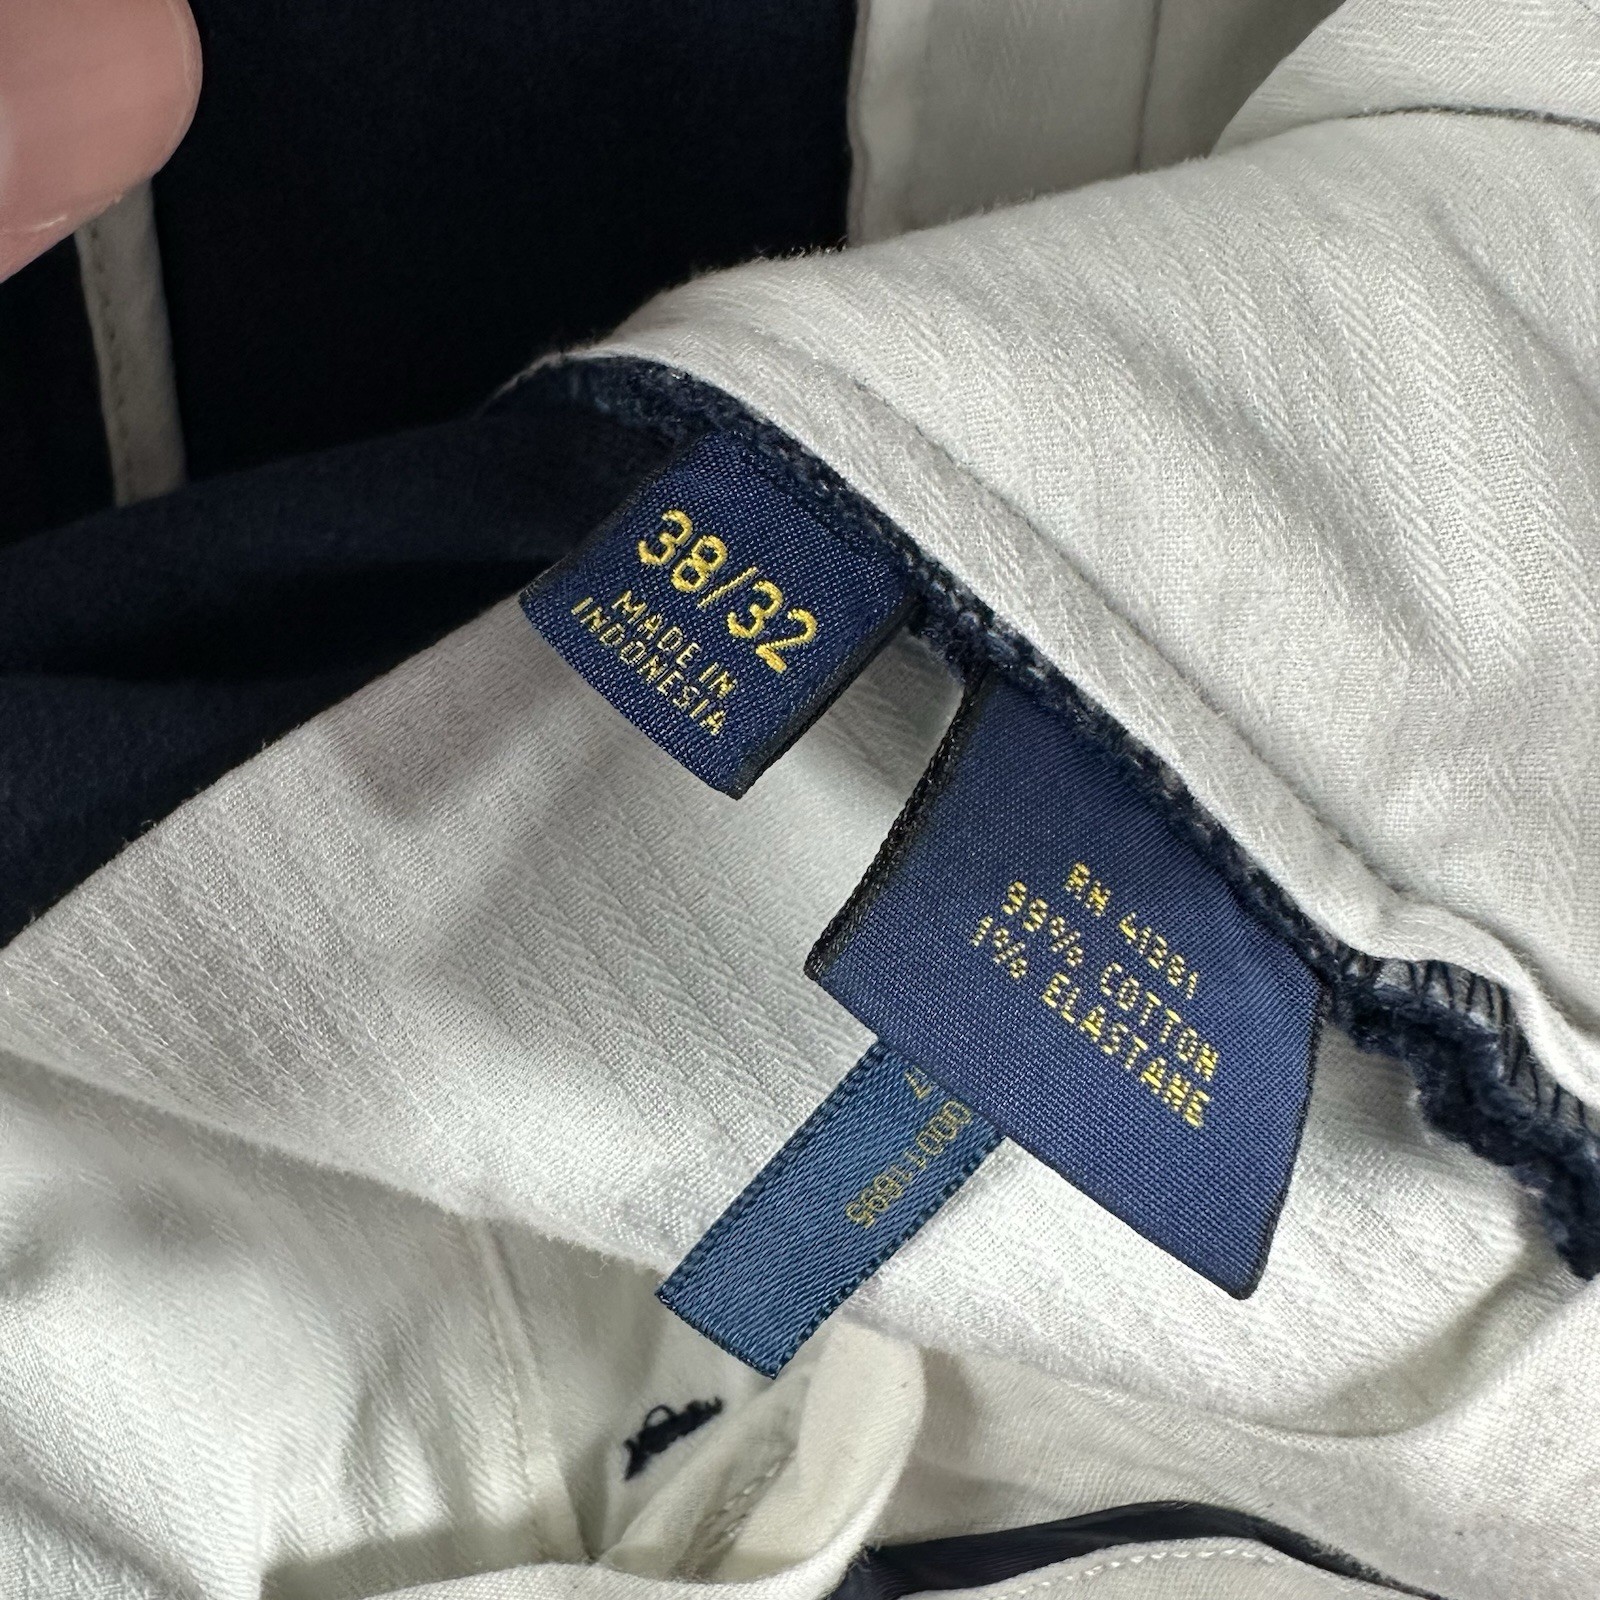 38/32
MADE IN
INDONESIA
RN 41381
99% COTTON
1% ELASTANE